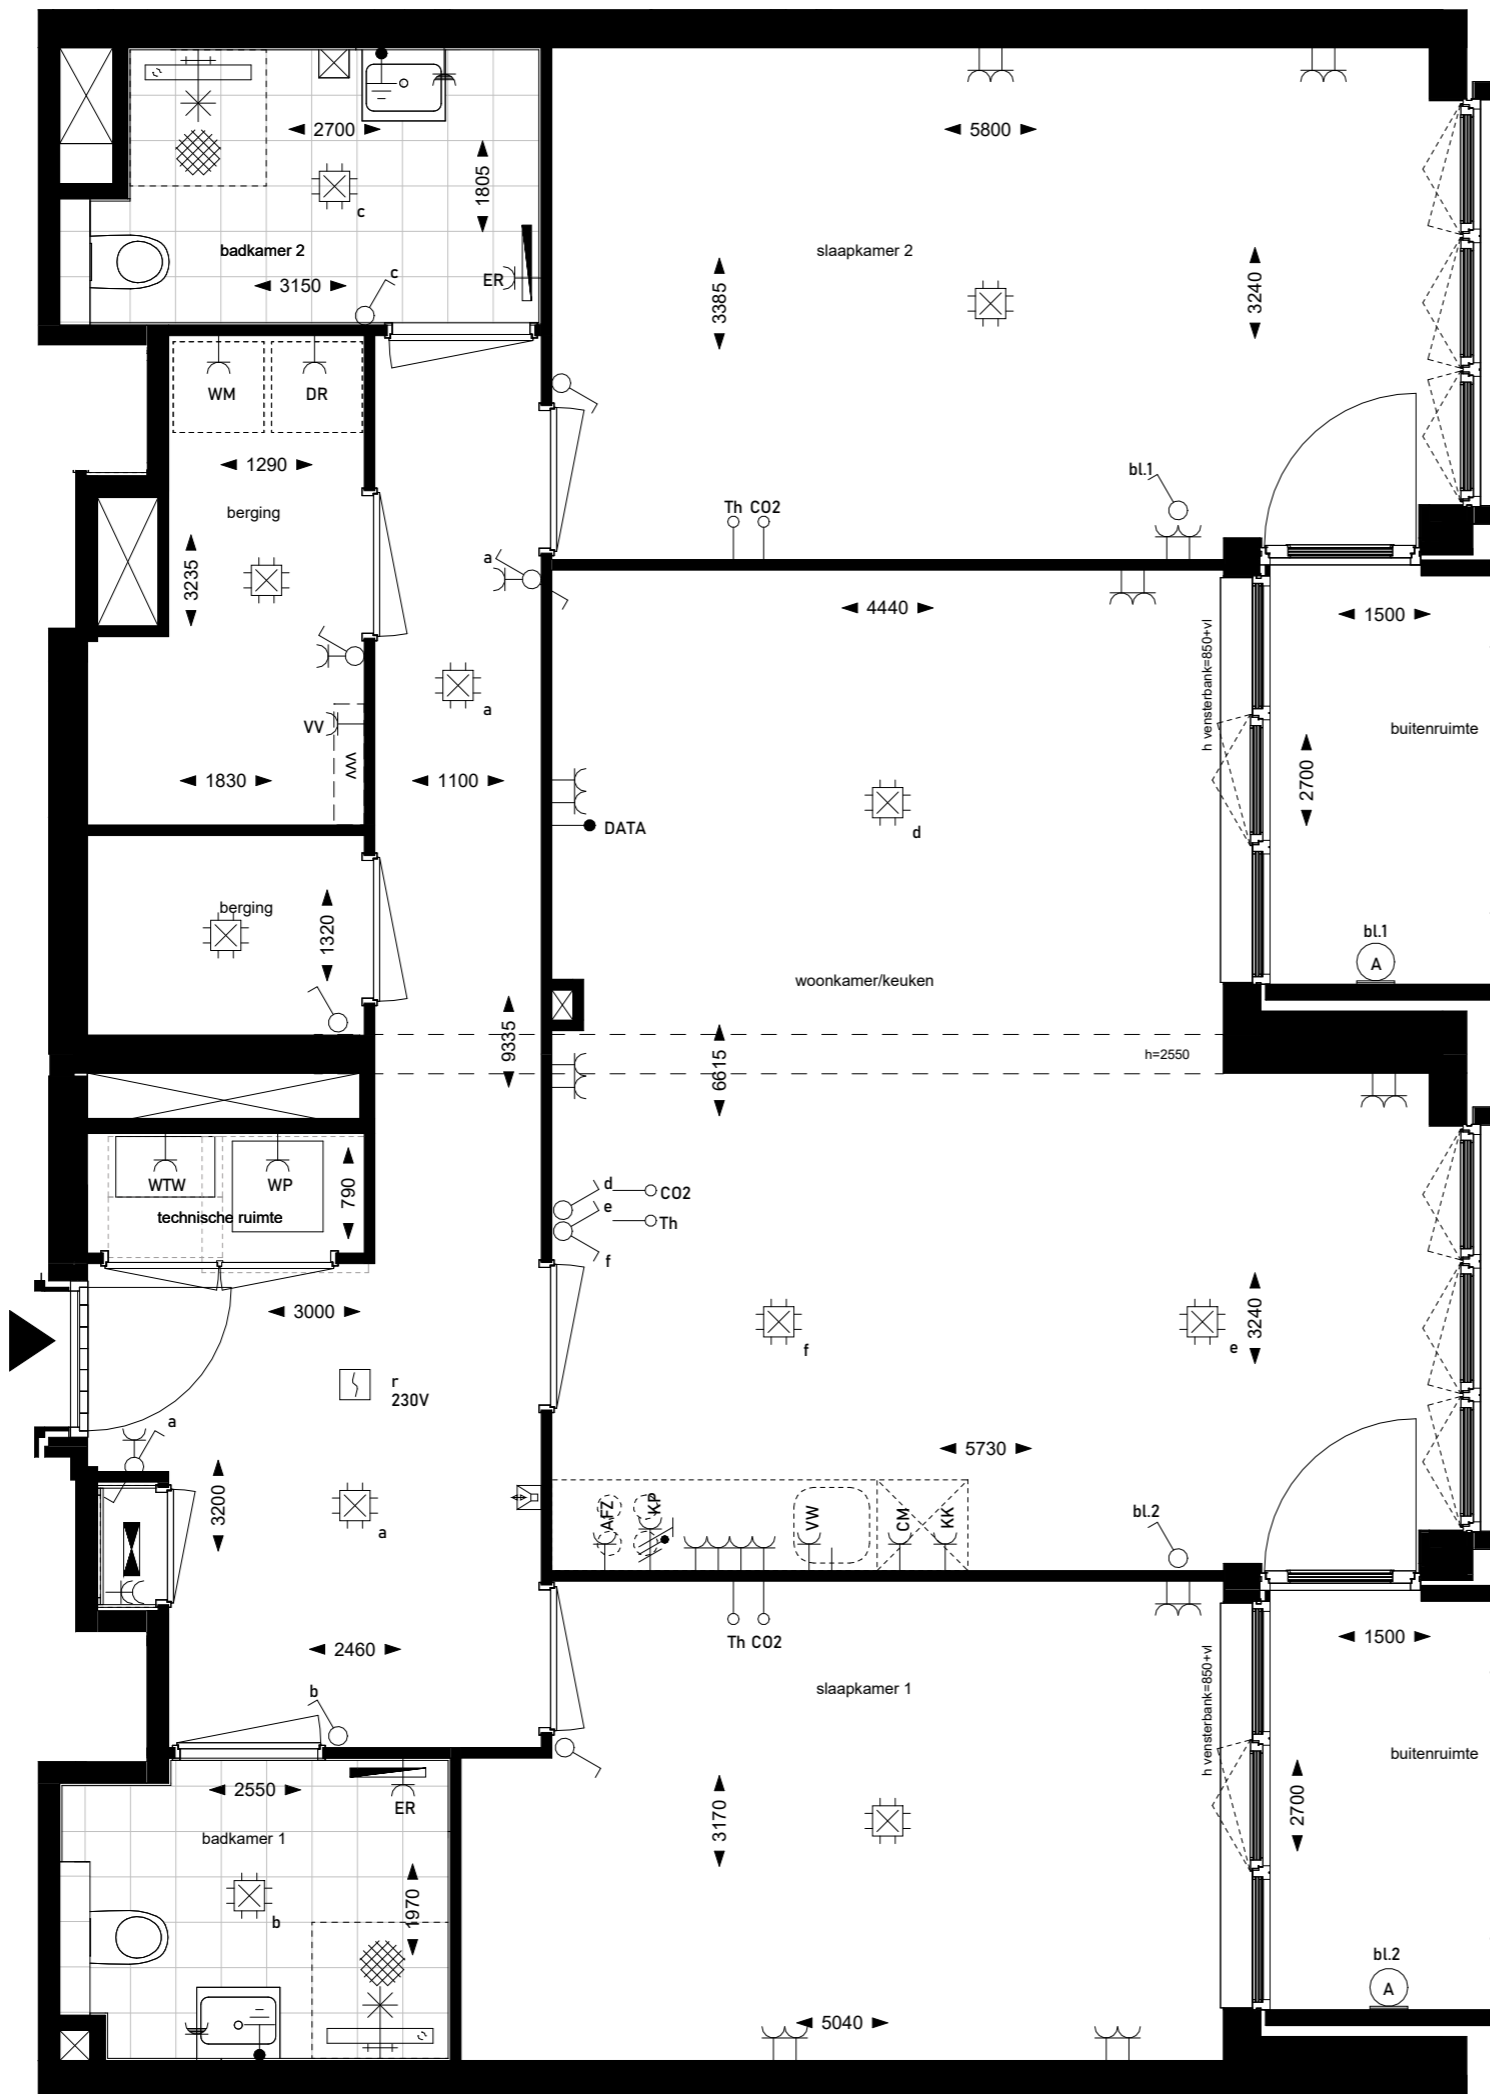 2700
5800
1805
c
badkamer 2
slaapkamer 2
c
ER
3150
3385
3240
WM
DR
1290
bl.1
berging
Th CO2
a
3235
4440
1500
h vensterbank=850+vl
a
VV
VVV
buitenruimte
1830
1100
2700
DATA
d
berging
1320
bl.1
A
woonkamer/keuken
9335
6615
h=2550
WTW
WP
790
d
CO2
e
technische ruimte
Th
f
3000
3240
f
e
r
230V
a
5730
3200
AFZ
KP
VW
CM
KK
bl.2
a
Th CO2
1500
2460
h vensterbank=850+vl
b
slaapkamer 1
buitenruimte
2550
ER
2700
badkamer 1
3170
1970
b
bl.2
A
5040